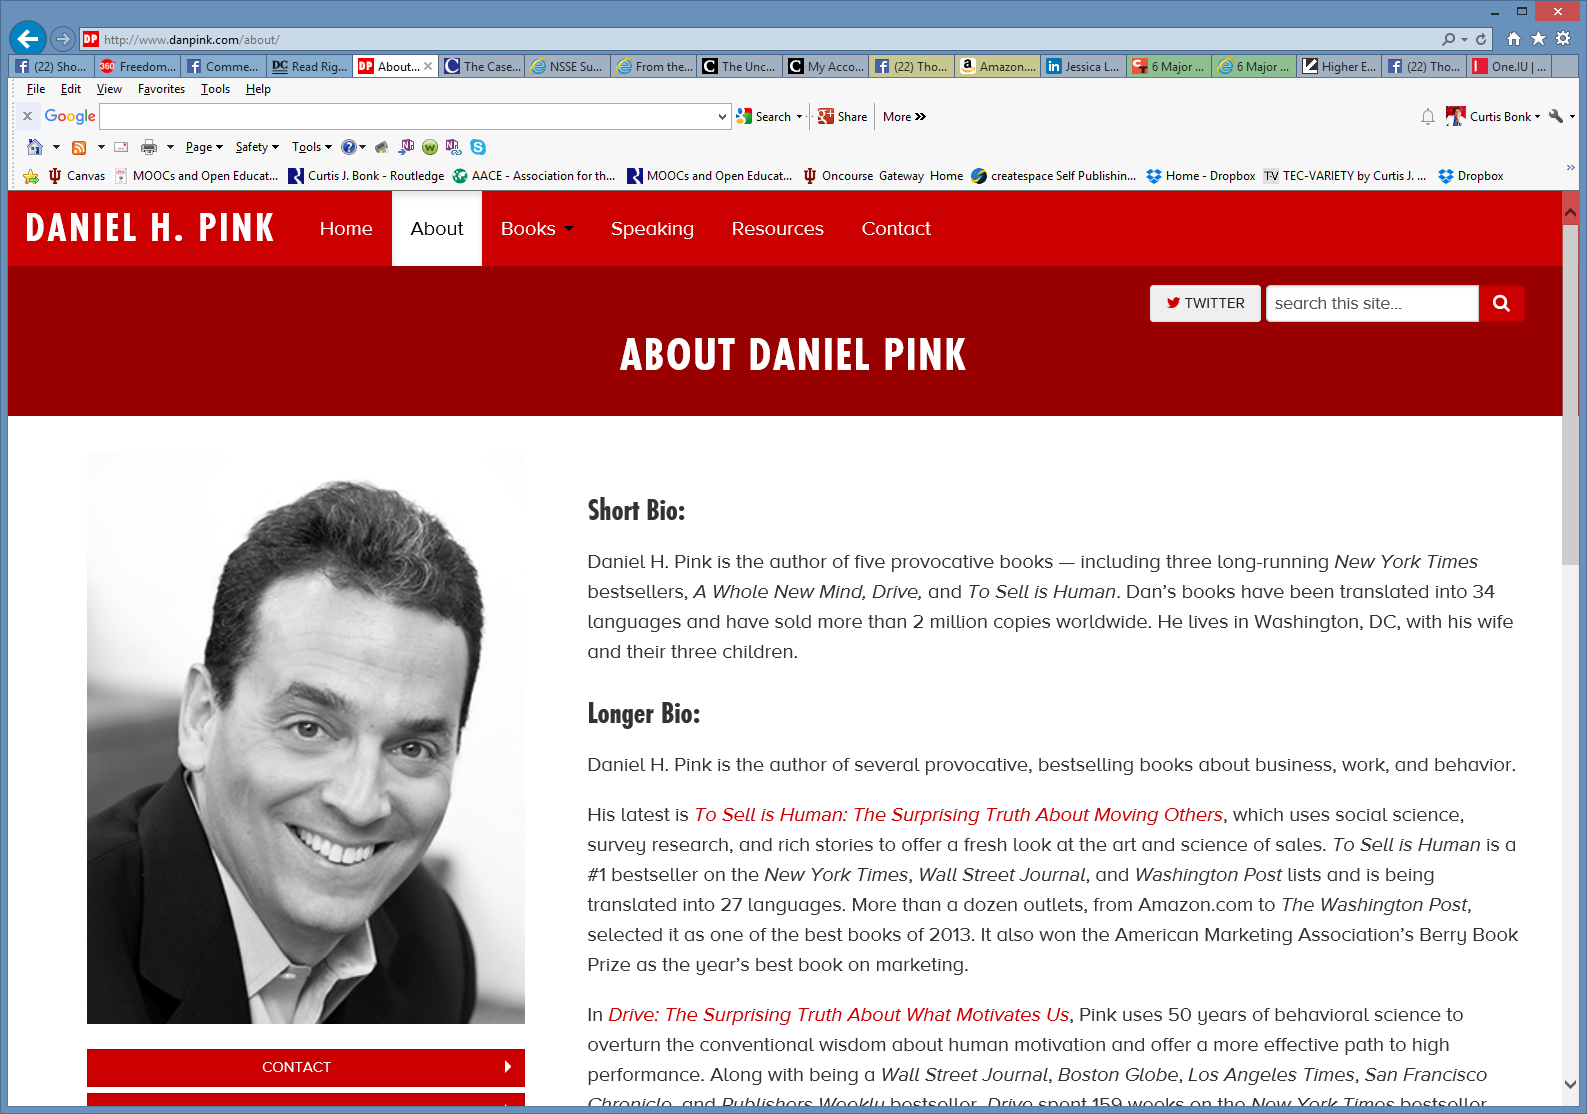 http://www.danpink.com/about/
(22) Sho...
Freedom...
Comme...
Read Rig...
About...
The Case...
NSSE Su...
From the...
The Unc...
My Acco...
(22) Tho...
Amazon....
Jessica L...
6 Major ...
6 Major ...
Higher E...
(22) Tho...
One.IU | ...
File Edit View Favorites Tools Help
x Google Search Share More » Curtis Bonk
Page Safety Tools
Canvas MOOCs and Open Educat... Curtis J. Bonk - Routledge AACE - Association for th... MOOCs and Open Educat... Oncourse Gateway Home createspace Self Publishin... Home - Dropbox TEC-VARIETY by Curtis J. ... Dropbox »
DANIEL H. PINK Home About Books Speaking Resources Contact
TWITTER search this site...
ABOUT DANIEL PINK
Short Bio:
Daniel H. Pink is the author of five provocative books — including three long-running New York Times
bestsellers, A Whole New Mind, Drive, and To Sell is Human. Dan’s books have been translated into 34
languages and have sold more than 2 million copies worldwide. He lives in Washington, DC, with his wife
and their three children.
Longer Bio:
Daniel H. Pink is the author of several provocative, bestselling books about business, work, and behavior.
His latest is To Sell is Human: The Surprising Truth About Moving Others, which uses social science,
survey research, and rich stories to offer a fresh look at the art and science of sales. To Sell is Human is a
#1 bestseller on the New York Times, Wall Street Journal, and Washington Post lists and is being
translated into 27 languages. More than a dozen outlets, from Amazon.com to The Washington Post,
selected it as one of the best books of 2013. It also won the American Marketing Association’s Berry Book
Prize as the year’s best book on marketing.
In Drive: The Surprising Truth About What Motivates Us, Pink uses 50 years of behavioral science to
overturn the conventional wisdom about human motivation and offer a more effective path to high
performance. Along with being a Wall Street Journal, Boston Globe, Los Angeles Times, San Francisco
Chronicle, and Publishers Weekly bestseller, Drive spent 159 weeks on the New York Times bestseller
CONTACT